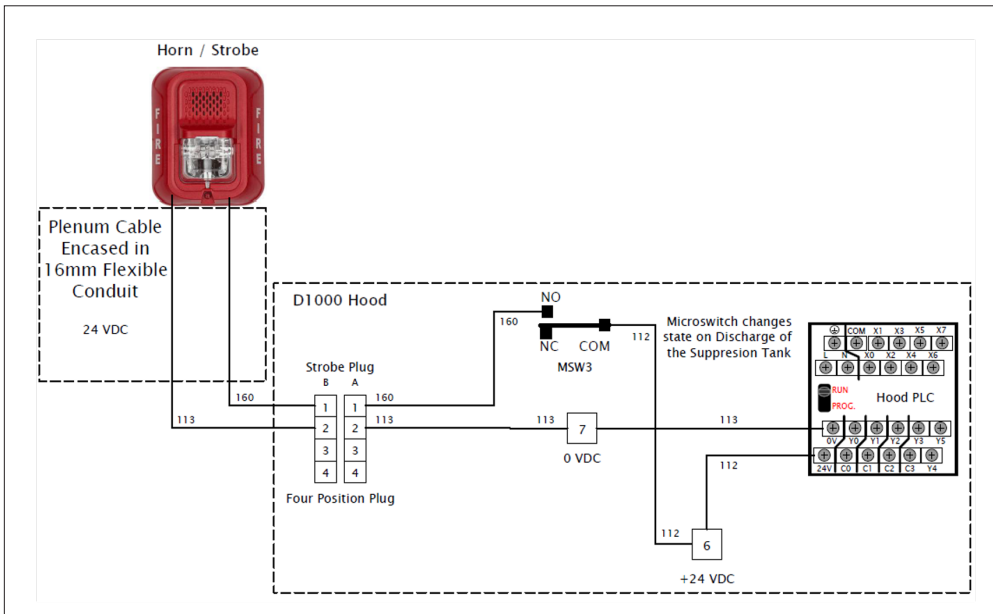 Horn / Strobe
FIRE
FIRE
Plenum Cable
Encased in
16mm Flexible
Conduit
24 VDC
D1000 Hood
NO
160
NC COM
112
MSW3
Microswitch changes
state on Discharge of
the Suppresion Tank
COM X1 X3 X5 X7
L N X0 X2 X4 X6
RUN
PROG.
Hood PLC
0V Y0 Y1 Y2 Y3 Y5
24V C0 C1 C2 C3 Y4
Strobe Plug
B A
160
1 1
160
113
2 2
113
3 3
4 4
Four Position Plug
113
7
0 VDC
113
112
112
6
+24 VDC